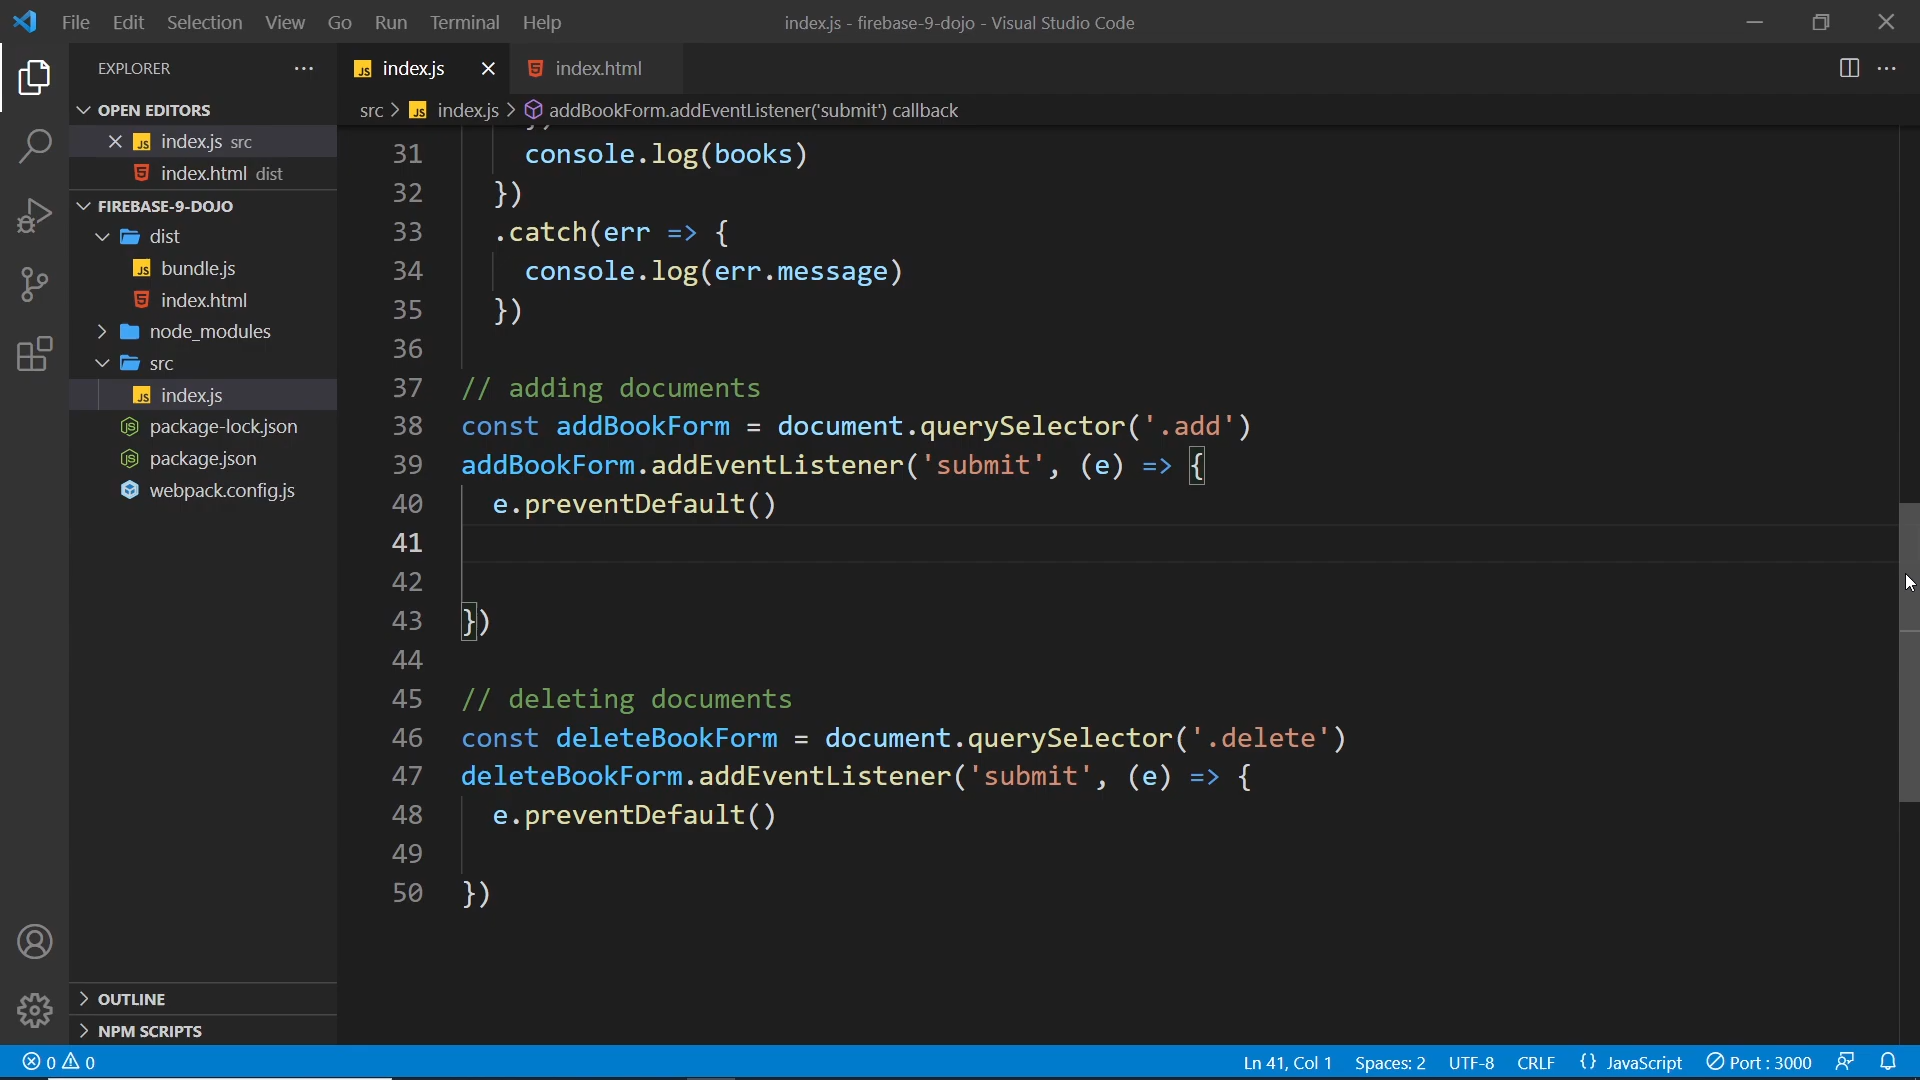 File Edit Selection View Go Run Terminal Help
index.js - firebase-9-dojo - Visual Studio Code
EXPLORER
OPEN EDITORS
index.js src
index.html dist
FIREBASE-9-DOJO
dist
bundle.js
index.html
node_modules
src
index.js
package-lock.json
package.json
webpack.config.js
OUTLINE
NPM SCRIPTS
index.js
index.html
src > index.js > addBookForm.addEventListener('submit') callback
31 console.log(books)
32 })
33 .catch(err => {
34 console.log(err.message)
35 })
36
37 // adding documents
38 const addBookForm = document.querySelector('.add')
39 addBookForm.addEventListener('submit', (e) => {
40 e.preventDefault()
41
42
43 })
44
45 // deleting documents
46 const deleteBookForm = document.querySelector('.delete')
47 deleteBookForm.addEventListener('submit', (e) => {
48 e.preventDefault()
49
50 })
0 0
Ln 41, Col 1 Spaces: 2 UTF-8 CRLF {} JavaScript Port : 3000